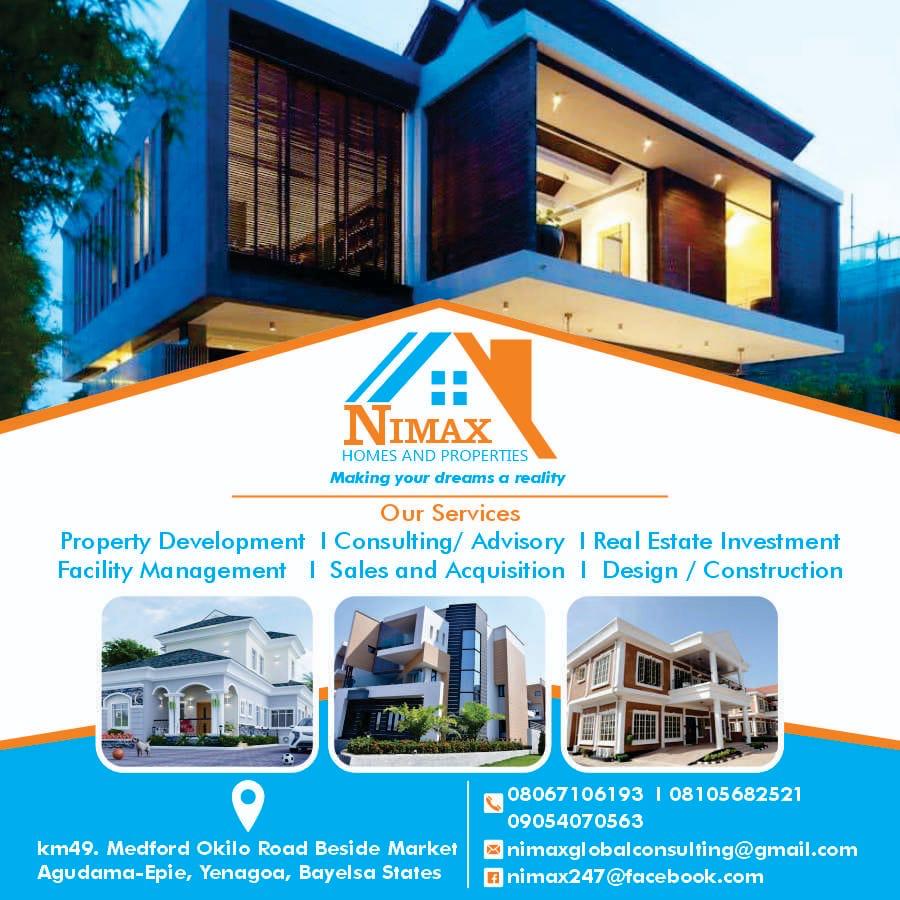 NIMAX
HOMES AND PROPERTIES
Making your dreams a reality
Our Services
Property Development I Consulting/ Advisory I Real Estate Investment
Facility Management I Sales and Acquisition I Design / Construction
km49. Medford Okilo Road Beside Market
Agudama-Epie, Yenagoa, Bayelsa States
08067106193 I 08105682521
09054070563
nimaxglobalconsulting@gmail.com
nimax247@facebook.com